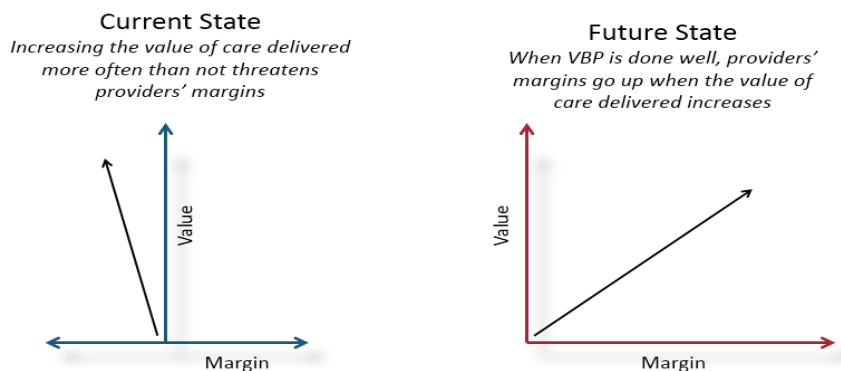 Current State
Increasing the value of care delivered
more often than not threatens
providers' margins
Value
Margin
Future State
When VBP is done well, providers'
margins go up when the value of
care delivered increases
Value
Margin